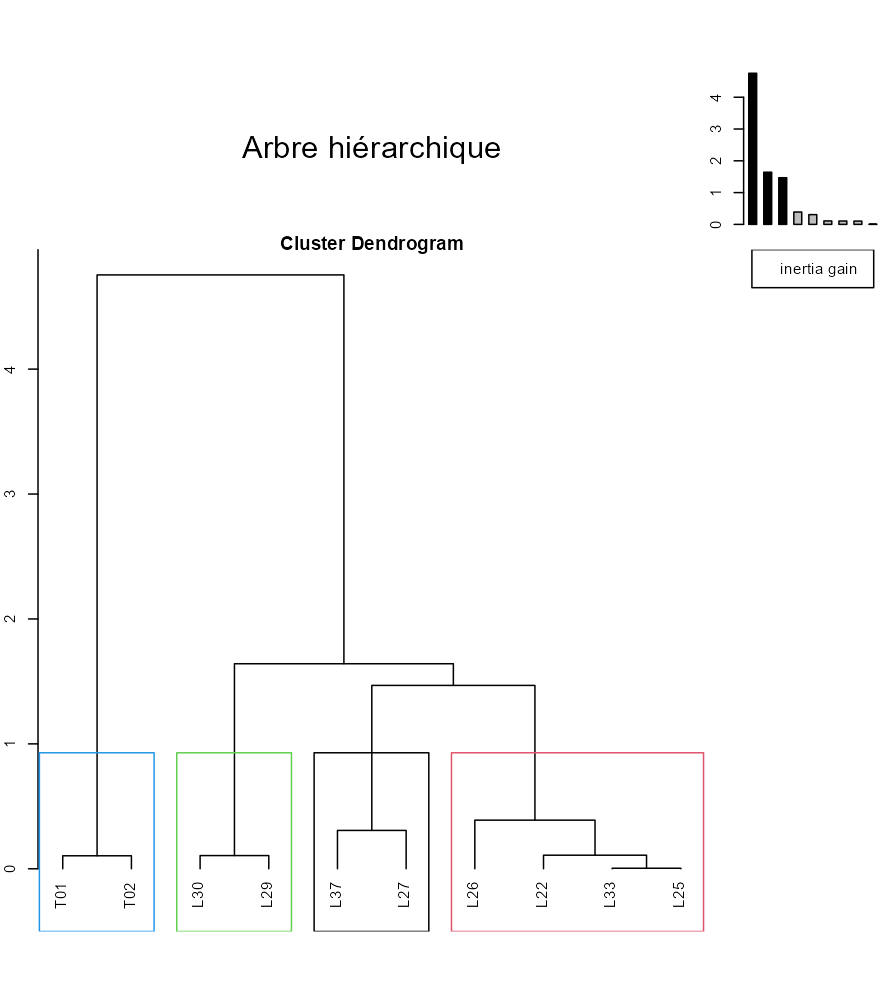 Arbre hiérarchique
4
3
2
1
0
inertia gain
Cluster Dendrogram
4
3
2
1
0
T01
T02
L30
L29
L37
L27
L26
L22
L33
L25